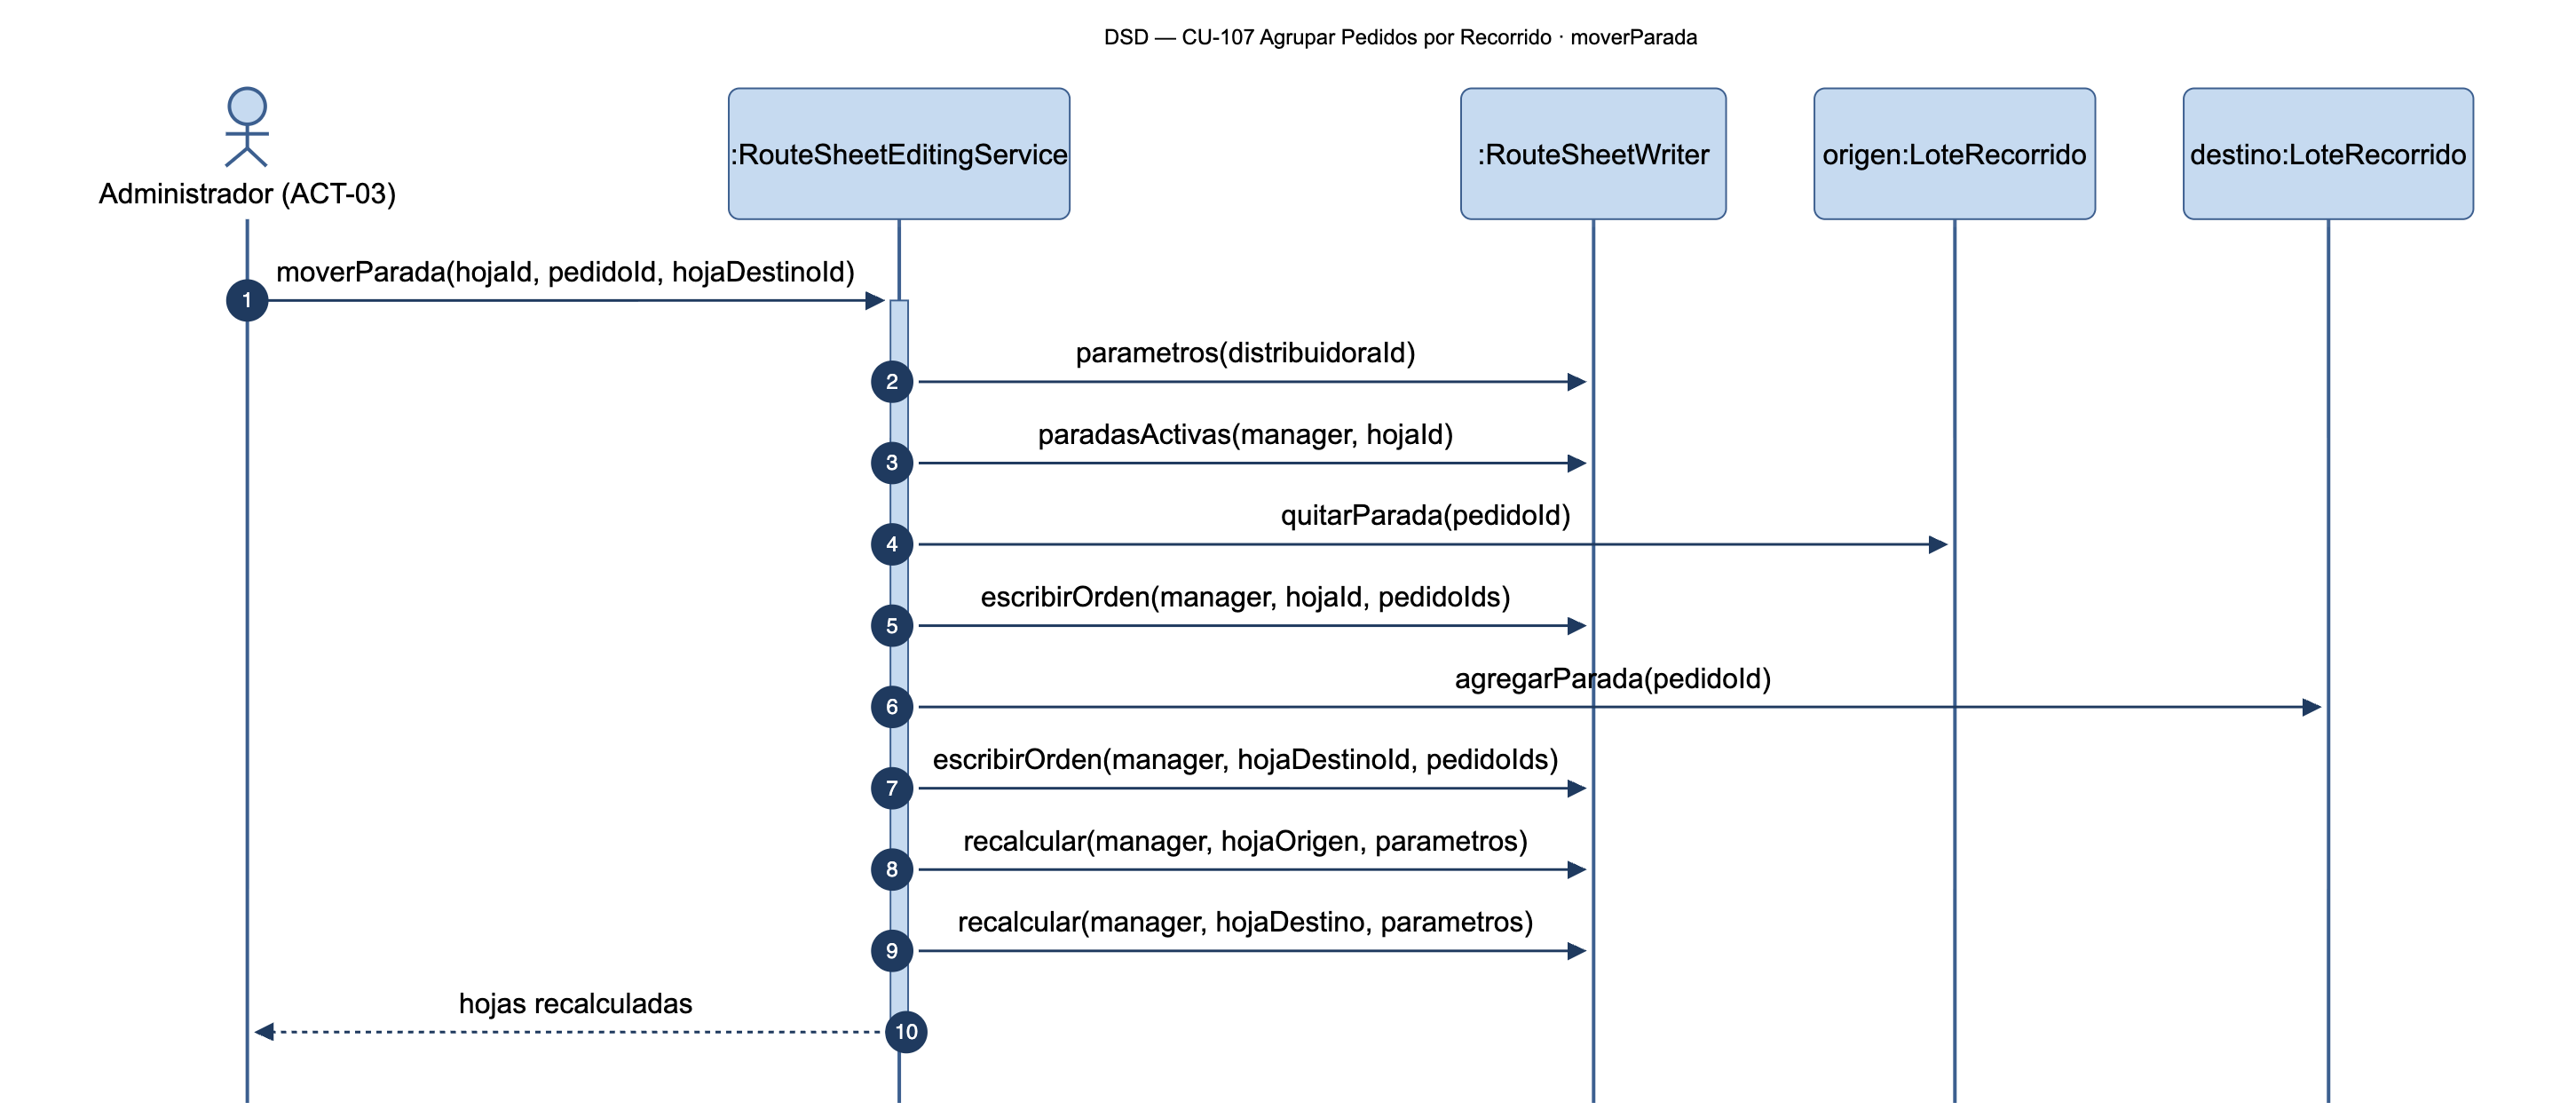 DSD — CU-107 Agrupar Pedidos por Recorrido · moverParada
Administrador (ACT-03)
:RouteSheetEditingService
:RouteSheetWriter
origen:LoteRecorrido
destino:LoteRecorrido
moverParada(hojaId, pedidoId, hojaDestinoId)
1
parametros(distribuidoraId)
2
paradasActivas(manager, hojaId)
3
quitarParada(pedidoId)
4
escribirOrden(manager, hojaId, pedidoIds)
5
agregarParada(pedidoId)
6
escribirOrden(manager, hojaDestinoId, pedidoIds)
7
recalcular(manager, hojaOrigen, parametros)
8
recalcular(manager, hojaDestino, parametros)
9
hojas recalculadas
10